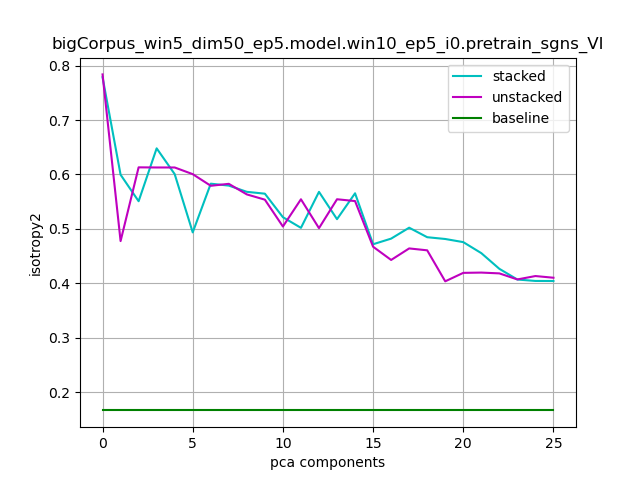 bigCorpus_win5_dim50_ep5.model.win10_ep5_i0.pretrain_sgns_VI
stacked
unstacked
baseline
0.8
0.7
0.6
0.5
0.4
0.3
0.2
isotropy2
0 5 10 15 20 25
pca components